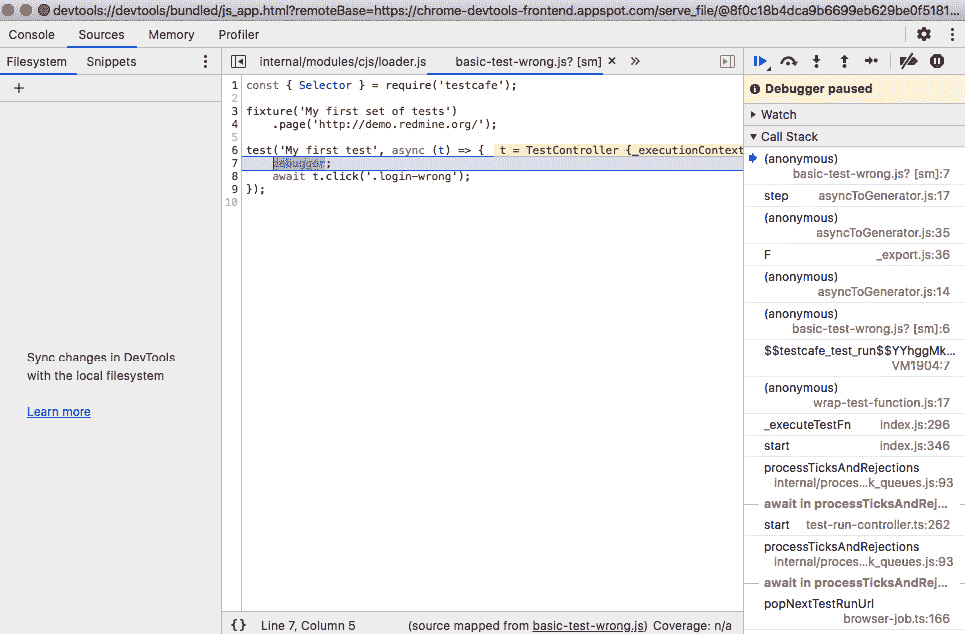 devtools://devtools/bundled/js_app.html?remoteBase=https://chrome-devtools-frontend.appspot.com/serve_file/@8f0c18b4dca9b6699eb629be0f5181...
Console Sources Memory Profiler
Filesystem Snippets
internal/modules/cjs/loader.js basic-test-wrong.js? [sm] × »
+
Sync changes in DevTools
with the local filesystem
Learn more
1 const { Selector } = require('testcafe');
2
3 fixture('My first set of tests')
4 .page('http://demo.redmine.org/');
5
6 test('My first test', async (t) => { t = TestController {_executionContext
7 debugger;
8 await t.click('.login-wrong');
9 });
10
{} Line 7, Column 5 (source mapped from basic-test-wrong.js) Coverage: n/a
Debugger paused
Watch
Call Stack
(anonymous)
basic-test-wrong.js? [sm]:7
step asyncToGenerator.js:17
(anonymous)
asyncToGenerator.js:35
F _export.js:36
(anonymous)
asyncToGenerator.js:14
(anonymous)
basic-test-wrong.js? [sm]:6
$$testcafe_test_run$$YYhggMk...
VM1904:7
(anonymous)
wrap-test-function.js:17
_executeTestFn index.js:296
start index.js:346
processTicksAndRejections
internal/proces...k_queues.js:93
await in processTicksAndRej...
start test-run-controller.ts:262
processTicksAndRejections
internal/proces...k_queues.js:93
await in processTicksAndRej...
popNextTestRunUrl
browser-job.ts:166